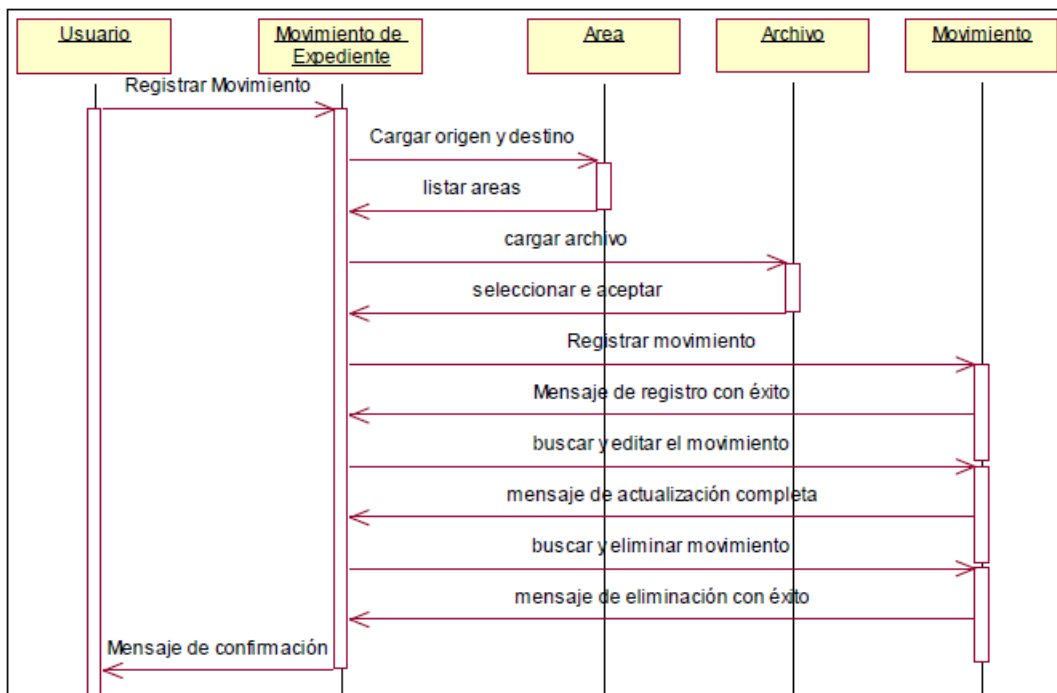 Usuario
Movimiento de
Expediente
Area
Archivo
Movimiento
Registrar Movimiento
Cargar origen y destino
listar areas
cargar archivo
seleccionar e aceptar
Registrar movimiento
Mensaje de registro con éxito
buscar y editar el movimiento
mensaje de actualización completa
buscar y eliminar movimiento
mensaje de eliminación con éxito
Mensaje de confirmación